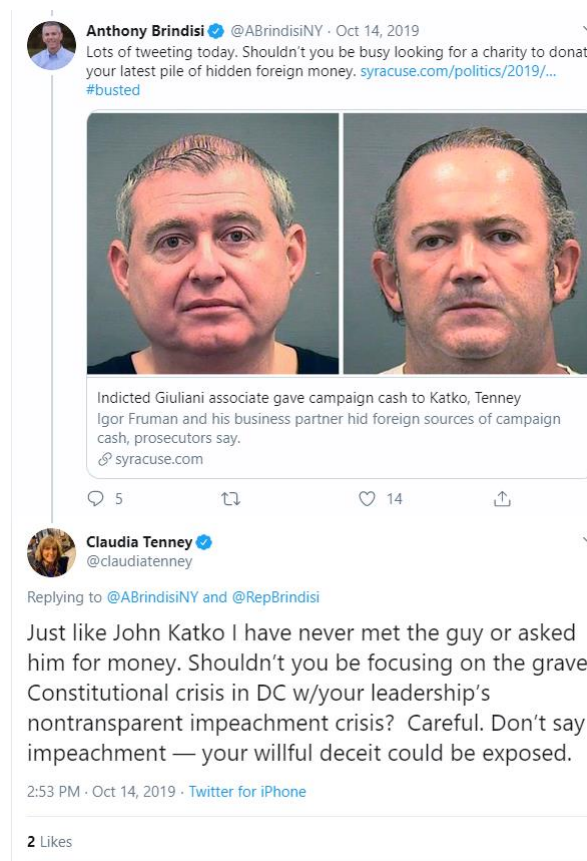 Anthony Brindisi @ABrindisiNY · Oct 14, 2019
Lots of tweeting today. Shouldn't you be busy looking for a charity to donat
your latest pile of hidden foreign money. syracuse.com/politics/2019/...
#busted
Indicted Giuliani associate gave campaign cash to Katko, Tenney
Igor Fruman and his business partner hid foreign sources of campaign
cash, prosecutors say.
syracuse.com
5 14
Claudia Tenney
@claudiatenney
Replying to @ABrindisiNY and @RepBrindisi
Just like John Katko I have never met the guy or asked
him for money. Shouldn't you be focusing on the grave
Constitutional crisis in DC w/your leadership's
nontransparent impeachment crisis? Careful. Don't say
impeachment — your willful deceit could be exposed.
2:53 PM · Oct 14, 2019 · Twitter for iPhone
2 Likes